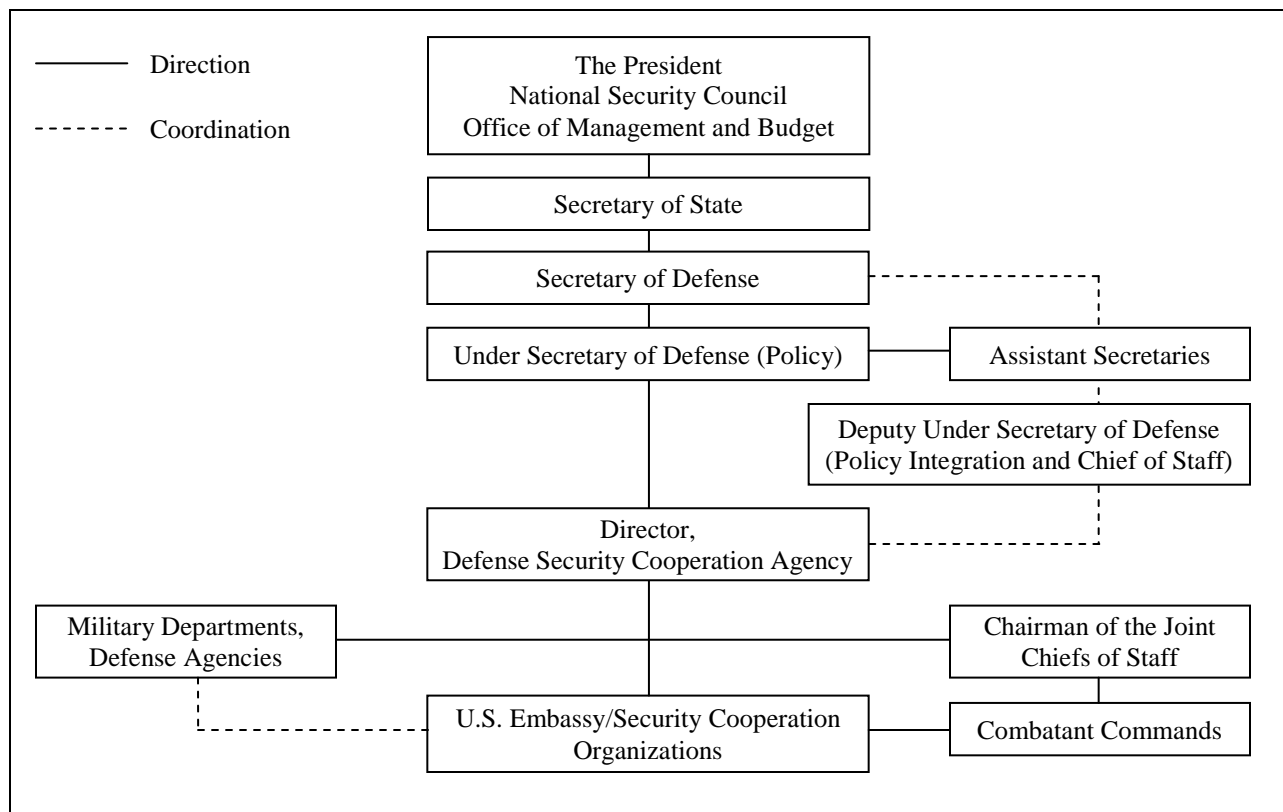 Direction
Coordination
The President
National Security Council
Office of Management and Budget
Secretary of State
Secretary of Defense
Under Secretary of Defense (Policy)
Assistant Secretaries
Deputy Under Secretary of Defense
(Policy Integration and Chief of Staff)
Director,
Defense Security Cooperation Agency
Military Departments,
Defense Agencies
Chairman of the Joint
Chiefs of Staff
U.S. Embassy/Security Cooperation
Organizations
Combatant Commands